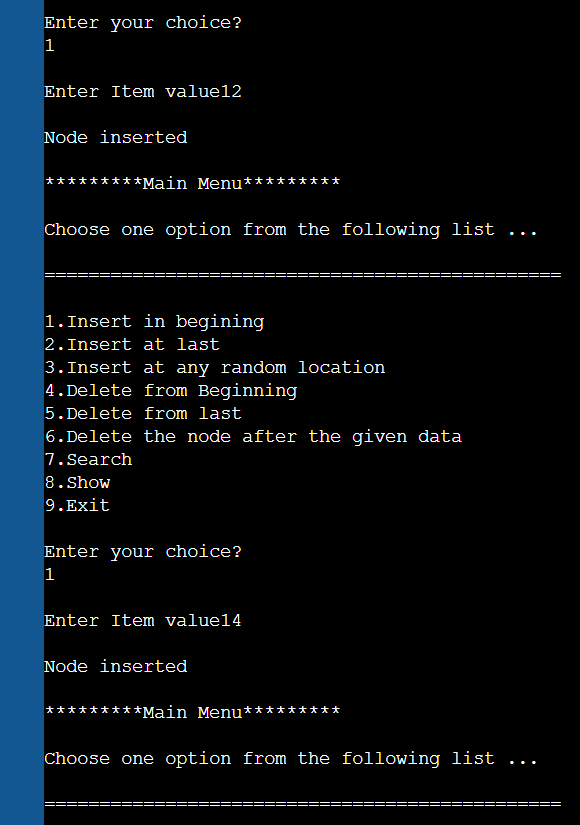 Enter your choice?
1
Enter Item value12
Node inserted
*********Main Menu*********
Choose one option from the following list ...
===============================================
1.Insert in begining
2.Insert at last
3.Insert at any random location
4.Delete from Beginning
5.Delete from last
6.Delete the node after the given data
7.Search
8.Show
9.Exit
Enter your choice?
1
Enter Item value14
Node inserted
*********Main Menu*********
Choose one option from the following list ...
===============================================